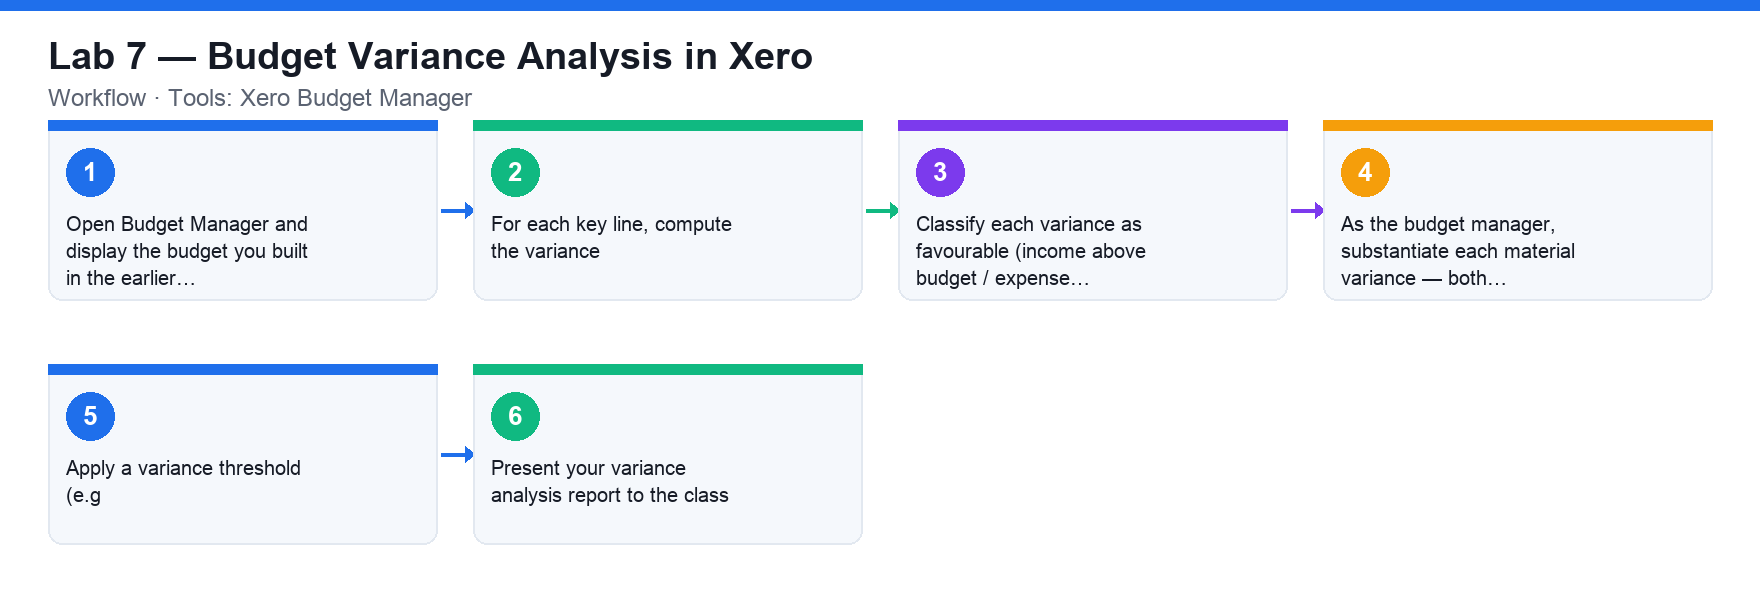 Lab 7 — Budget Variance Analysis in Xero
Workflow · Tools: Xero Budget Manager
1
Open Budget Manager and
display the budget you built
in the earlier…
2
For each key line, compute
the variance
3
Classify each variance as
favourable (income above
budget / expense…
4
As the budget manager,
substantiate each material
variance — both…
5
Apply a variance threshold
(e.g
6
Present your variance
analysis report to the class